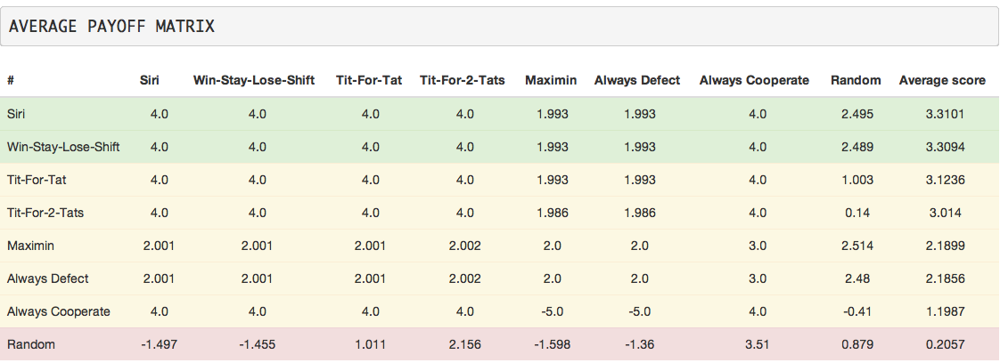 AVERAGE PAYOFF MATRIX
# Siri Win-Stay-Lose-Shift Tit-For-Tat Tit-For-2-Tats Maximin Always Defect Always Cooperate Random Average score
Siri 4.0 4.0 4.0 4.0 1.993 1.993 4.0 2.495 3.3101
Win-Stay-Lose-Shift 4.0 4.0 4.0 4.0 1.993 1.993 4.0 2.489 3.3094
Tit-For-Tat 4.0 4.0 4.0 4.0 1.993 1.993 4.0 1.003 3.1236
Tit-For-2-Tats 4.0 4.0 4.0 4.0 1.986 1.986 4.0 0.14 3.014
Maximin 2.001 2.001 2.001 2.002 2.0 2.0 3.0 2.514 2.1899
Always Defect 2.001 2.001 2.001 2.002 2.0 2.0 3.0 2.48 2.1856
Always Cooperate 4.0 4.0 4.0 4.0 -5.0 -5.0 4.0 -0.41 1.1987
Random -1.497 -1.455 1.011 2.156 -1.598 -1.36 3.51 0.879 0.2057